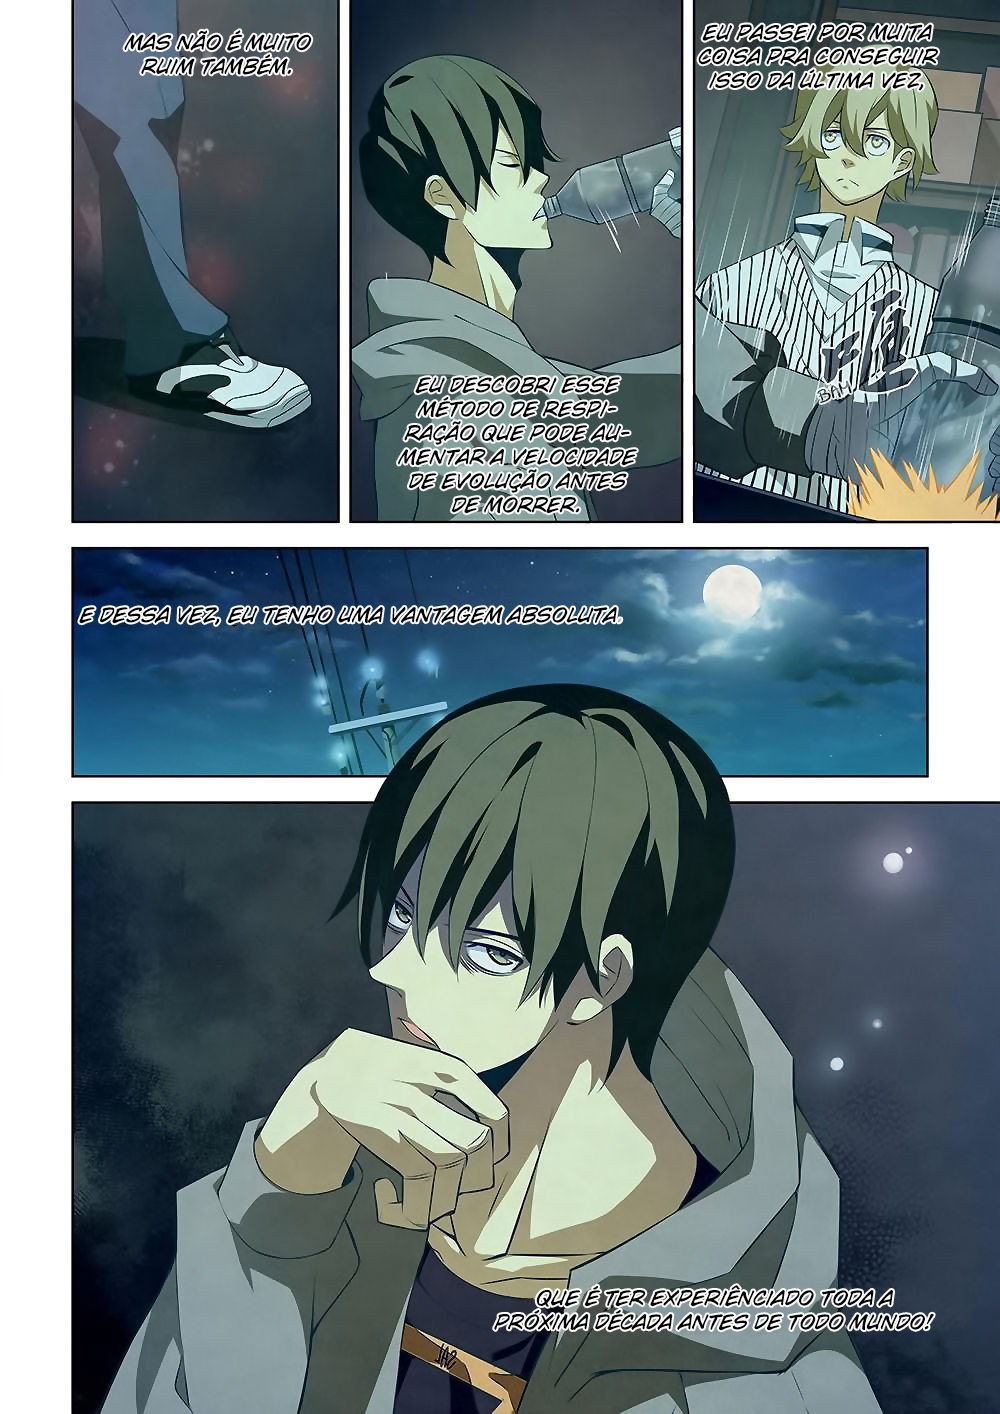 EU PASSEI POR MUITA
COISA PRA CONSEGUIR
ISSO DA ÚLTIMA VEZ,
BAM
EU DESCOBRI ESSE
MÉTODO DE RESPI-
RAÇÃO QUE PODE AU-
MENTAR A VELOCIDADE
DE EVOLUÇÃO ANTES
DE MORRER.
MAS NÃO É MUITO
RUIM TAMBÉM.
E DESSA VEZ, EU TENHO UMA VANTAGEM ABSOLUTA.
QUE É TER EXPERIÊNCIADO TODA A
PRÓXIMA DÉCADA ANTES DE TODO MUNDO!